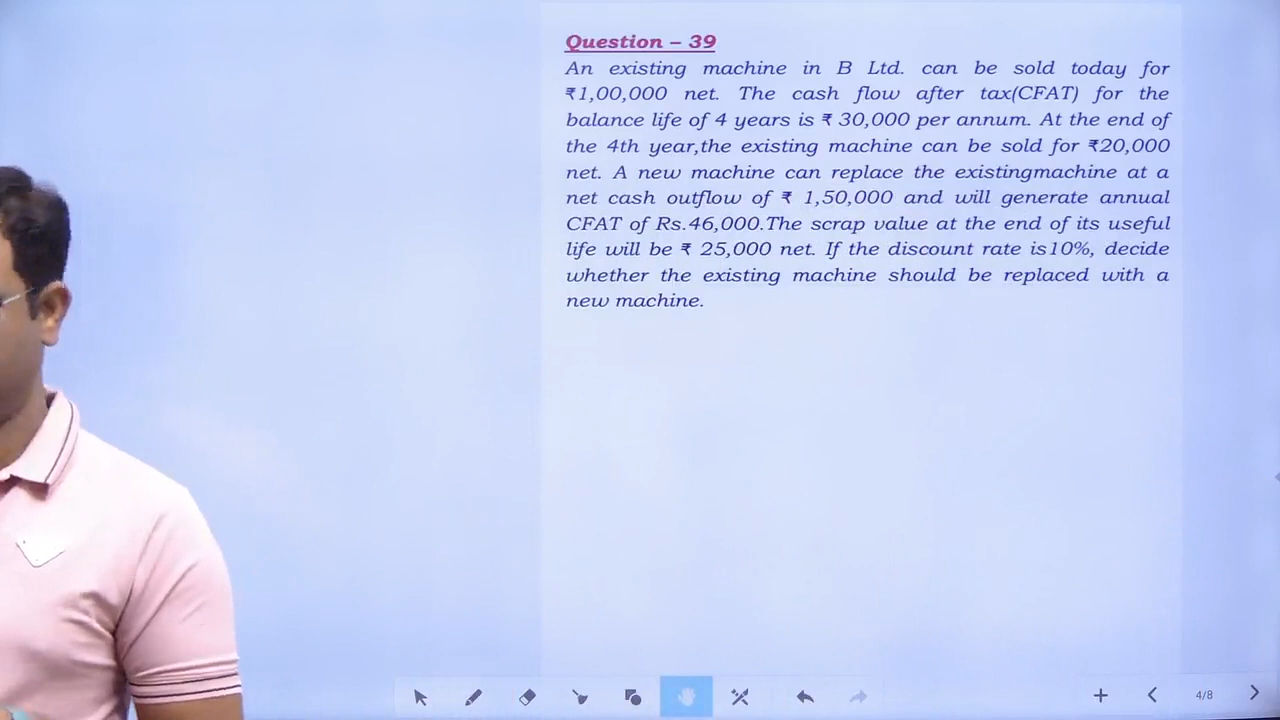 Question – 39
An existing machine in B Ltd. can be sold today for
₹1,00,000 net. The cash flow after tax(CFAT) for the
balance life of 4 years is ₹ 30,000 per annum. At the end of
the 4th year,the existing machine can be sold for ₹20,000
net. A new machine can replace the existingmachine at a
net cash outflow of ₹ 1,50,000 and will generate annual
CFAT of Rs.46,000.The scrap value at the end of its useful
life will be ₹ 25,000 net. If the discount rate is10%, decide
whether the existing machine should be replaced with a
new machine.
4/8